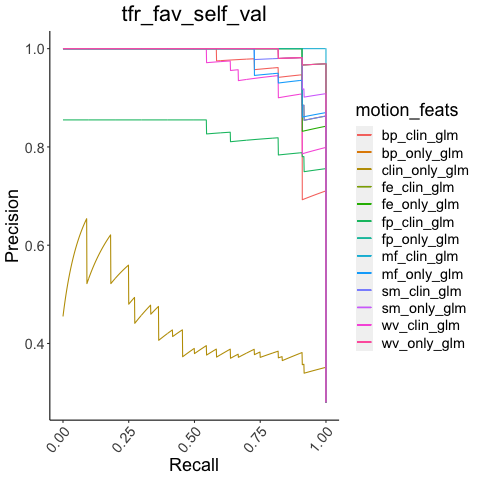 tfr_fav_self_val
1.0
0.8
0.6
0.4
Precision
0.00
0.25
0.50
0.75
1.00
Recall
motion_feats
bp_clin_glm
bp_only_glm
clin_only_glm
fe_clin_glm
fe_only_glm
fp_clin_glm
fp_only_glm
mf_clin_glm
mf_only_glm
sm_clin_glm
sm_only_glm
wv_clin_glm
wv_only_glm